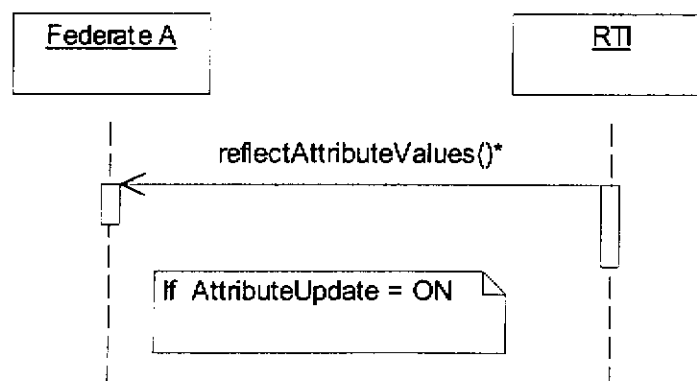 Federate A
RTI
reflectAttributeValues()*
If AttributeUpdate = ON